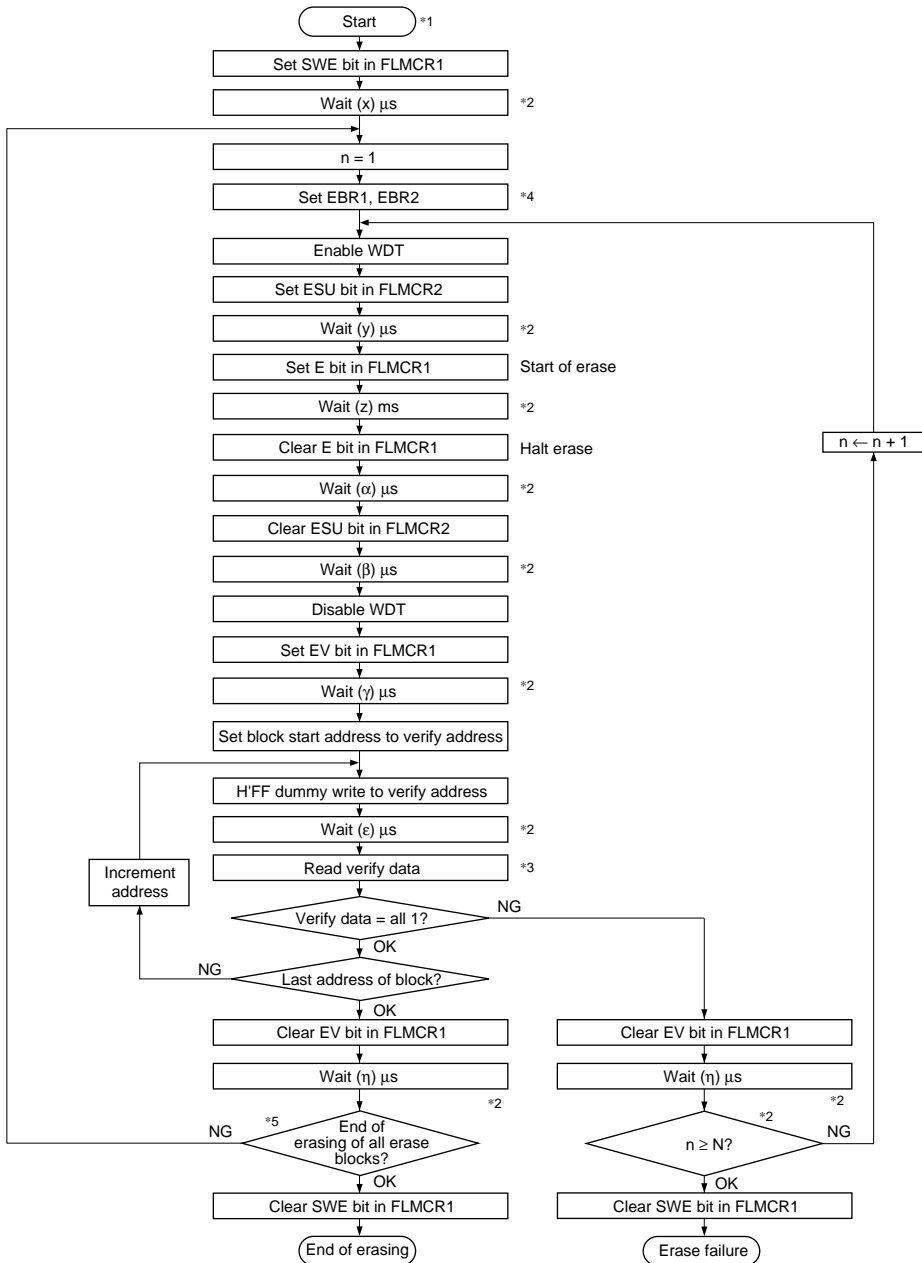 Start *1
Set SWE bit in FLMCR1
Wait (x) μs *2
n = 1
Set EBR1, EBR2 *4
Enable WDT
Set ESU bit in FLMCR2
Wait (y) μs *2
Set E bit in FLMCR1 Start of erase
Wait (z) ms *2
n ← n + 1
Clear E bit in FLMCR1 Halt erase
Wait (α) μs *2
Clear ESU bit in FLMCR2
Wait (β) μs *2
Disable WDT
Set EV bit in FLMCR1
Wait (γ) μs *2
Set block start address to verify address
H'FF dummy write to verify address
Wait (ε) μs *2
Increment
address
Read verify data *3
Verify data = all 1? NG
OK
NG Last address of block?
OK
Clear EV bit in FLMCR1
Wait (η) μs
*2
NG *5
End of
erasing of all erase
blocks?
OK
Clear SWE bit in FLMCR1
End of erasing
Clear EV bit in FLMCR1
Wait (η) μs
*2
*2
n ≥ N? NG
OK
Clear SWE bit in FLMCR1
Erase failure